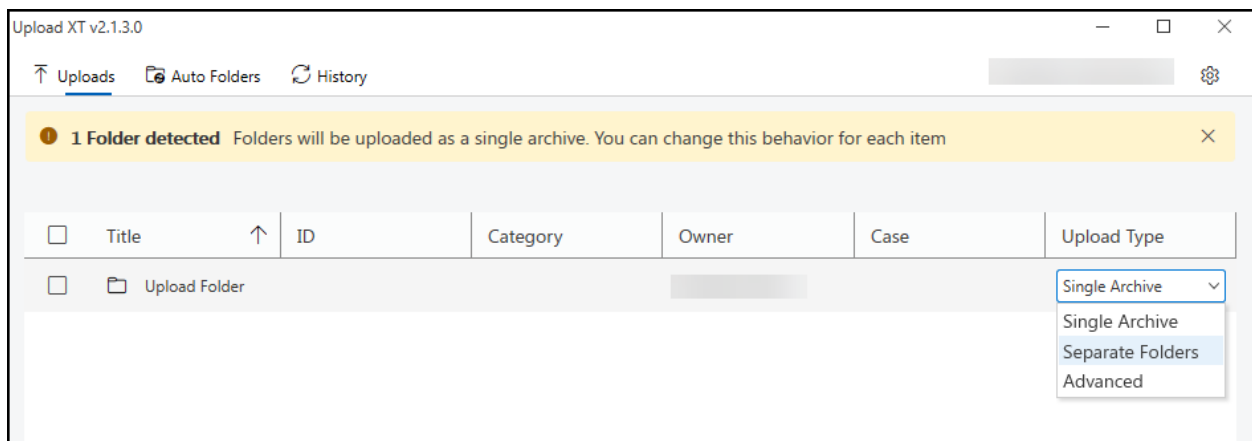 Upload XT v2.1.3.0
Uploads Auto Folders History
1 Folder detected Folders will be uploaded as a single archive. You can change this behavior for each item
Title ID Category Owner Case Upload Type
Upload Folder Single Archive
Single Archive
Separate Folders
Advanced